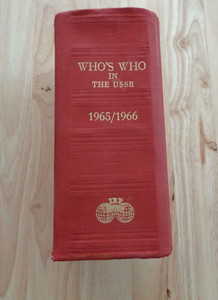 WHO'S WHO
IN
THE USSR
1965/1966